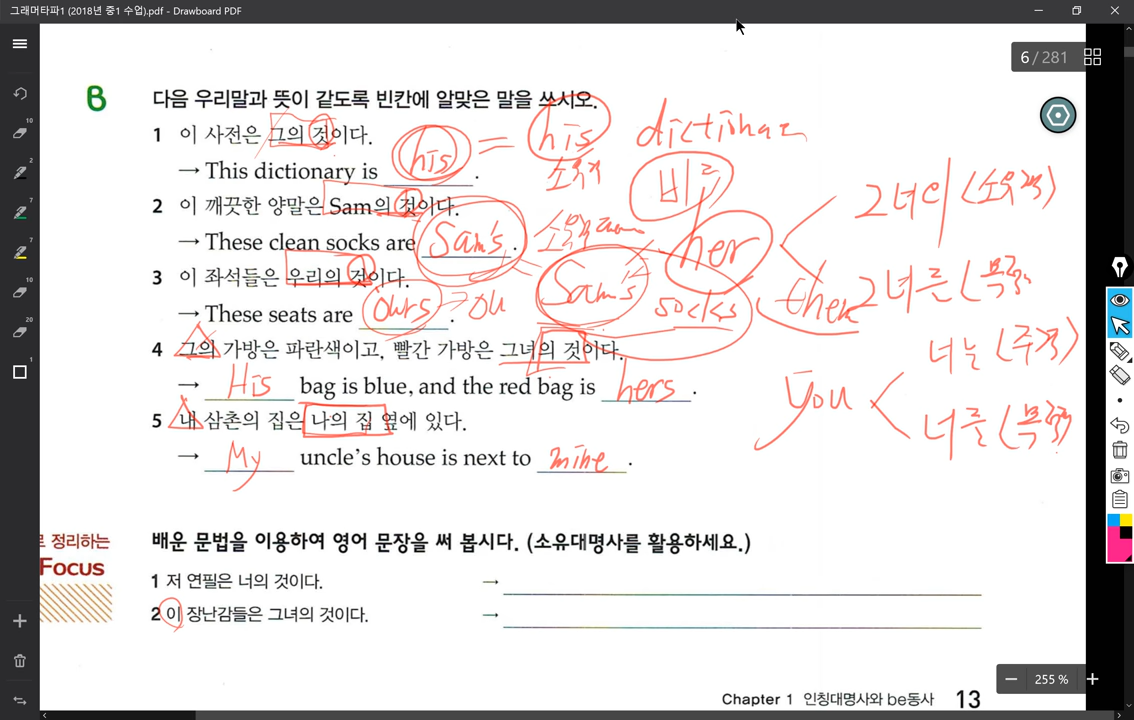 그래머타파1 (2018년 중1 수업).pdf - Drawboard PDF
6 / 281
B 다음 우리말과 뜻이 같도록 빈칸에 알맞은 말을 쓰시오.
1 이 사전은 그의 것이다.
his = his
소유격
→ This dictionary is his.
비
2 이 깨끗한 양말은 Sam의 것이다.
그녀의 (소유격)
→ These clean socks are Sam's.
her
3 이 좌석들은 우리의 것이다.
Sam's socks
그녀를 (목적
→ These seats are ours.
4 그의 가방은 파란색이고, 빨간 가방은 그녀의 것이다.
너는 (주격)
→ His bag is blue, and the red bag is hers.
you
5 내 삼촌의 집은 나의 집 옆에 있다.
너를 (목적격)
→ My uncle's house is next to mine.
로 정리하는
Focus
배운 문법을 이용하여 영어 문장을 써 봅시다. (소유대명사를 활용하세요.)
1 저 연필은 너의 것이다. →
2 이 장난감들은 그녀의 것이다. →
255 %
Chapter 1 인칭대명사와 be동사 13
10
2
7
7
10
20
1